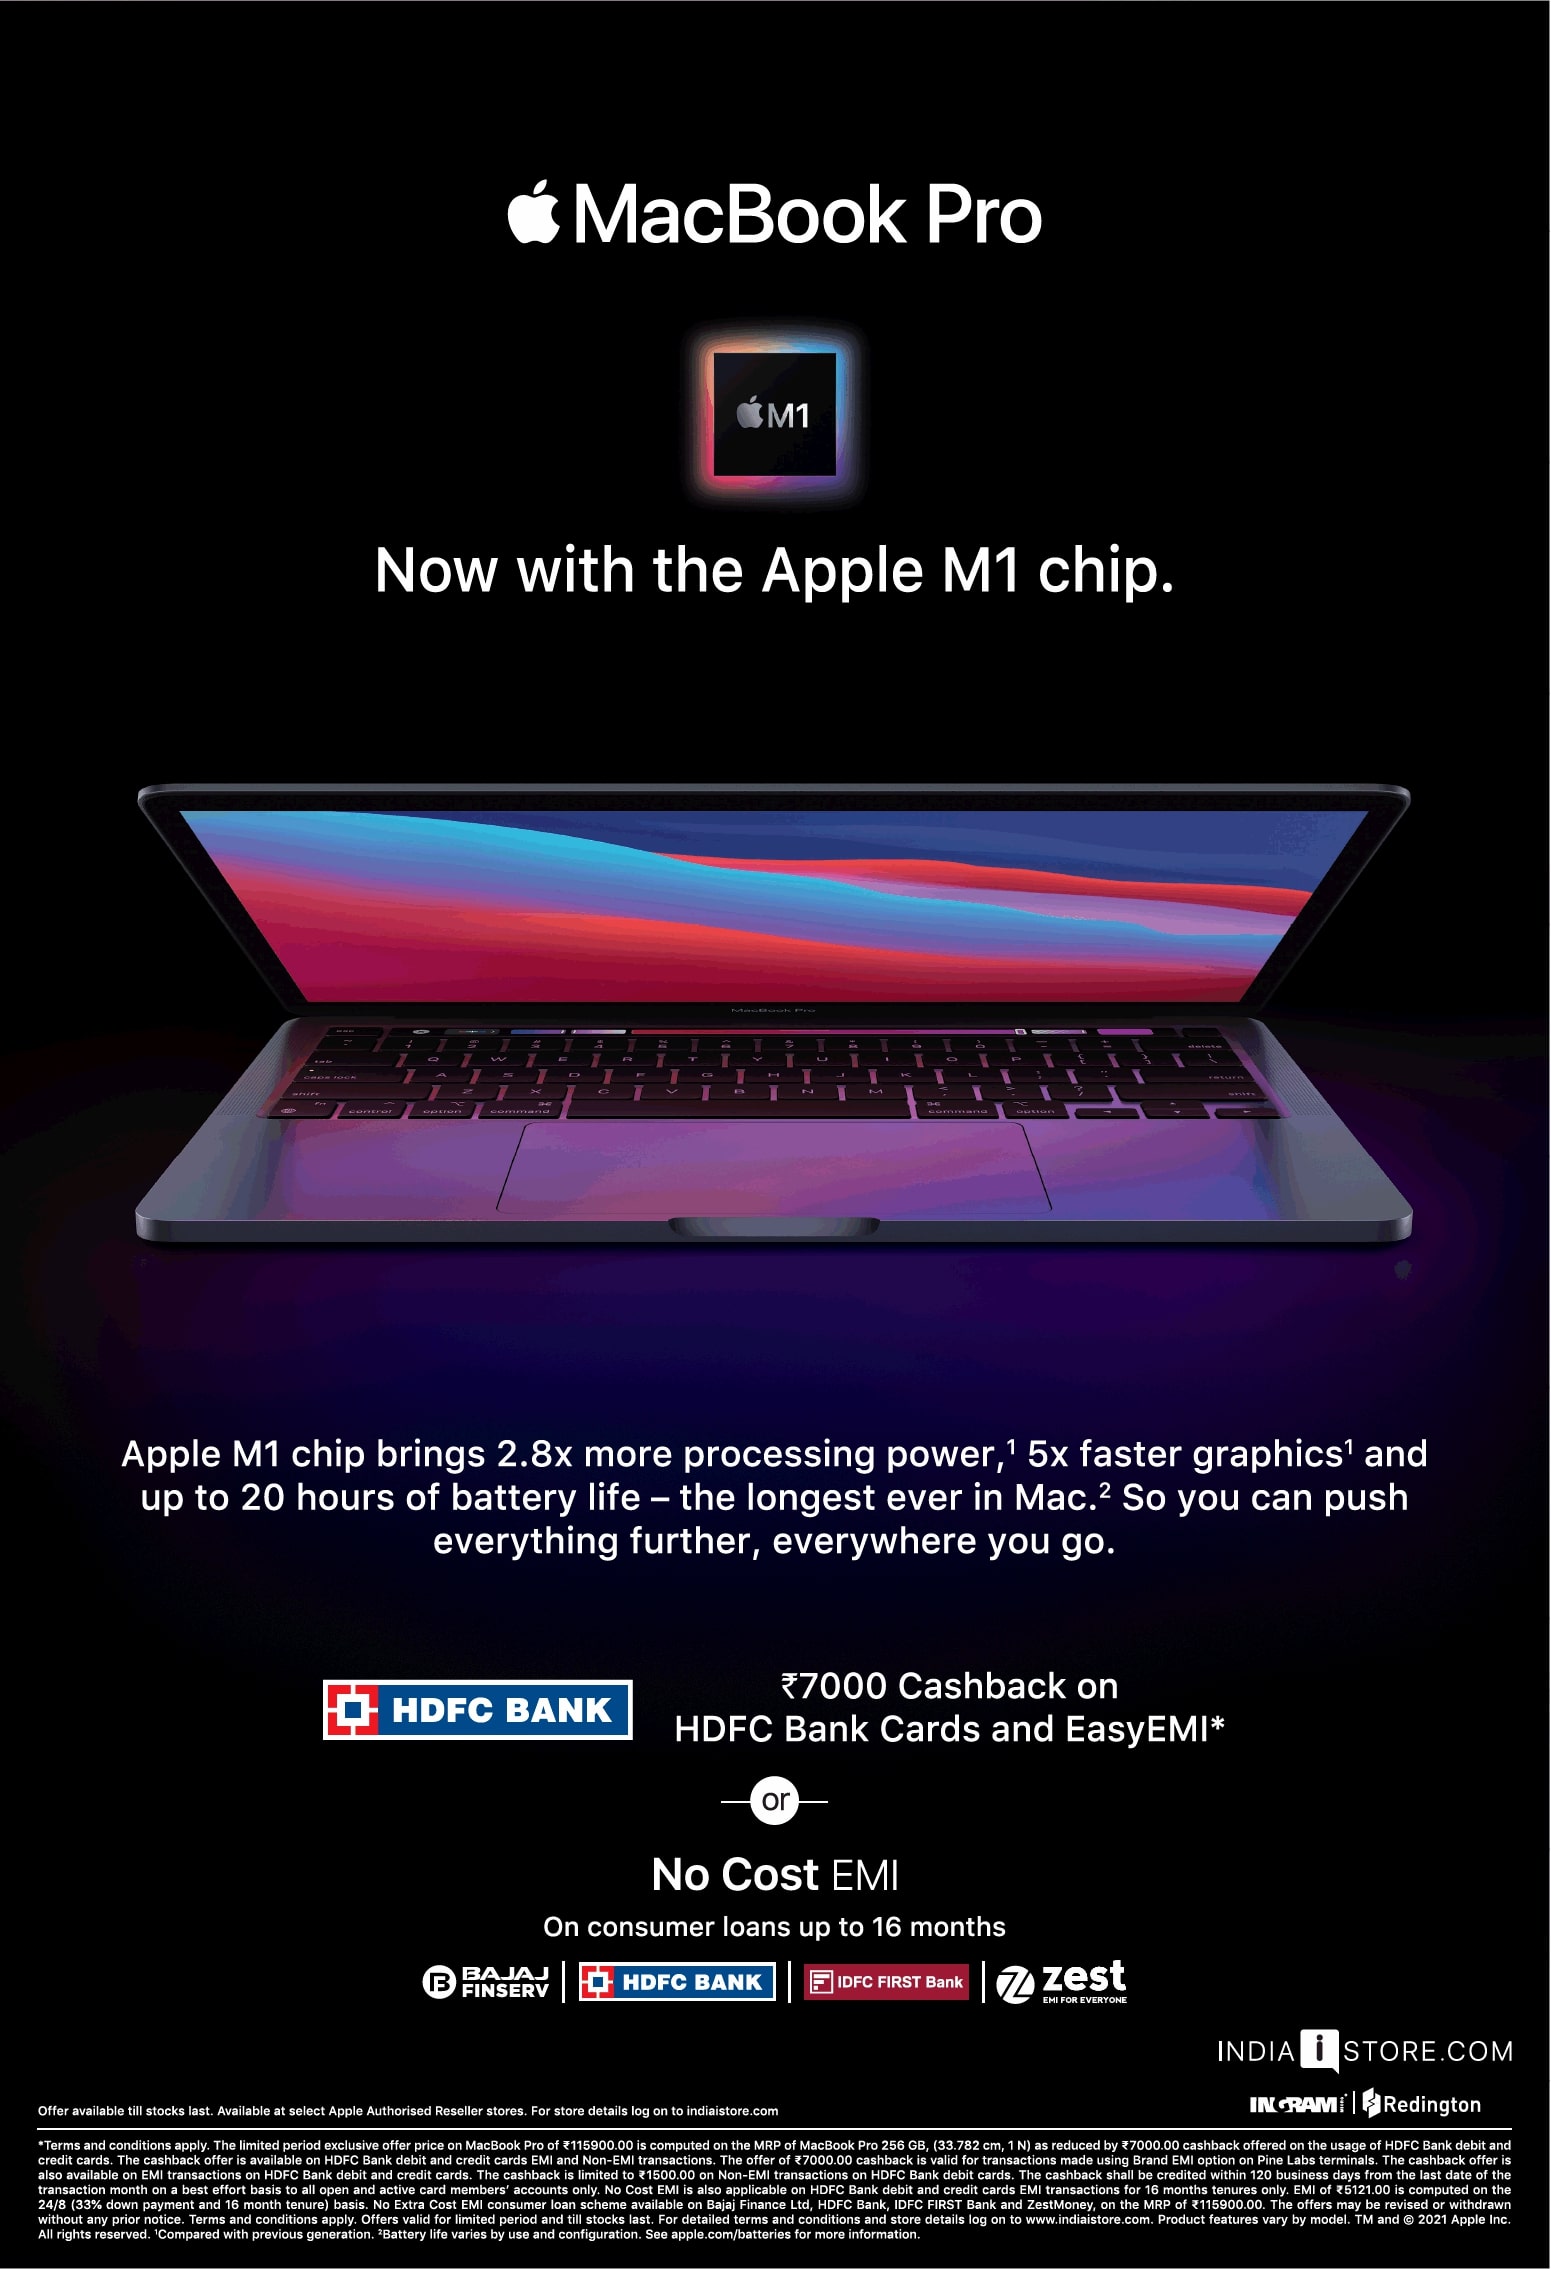 MacBook Pro
M1
Now with the Apple M1 chip.
MacBook Pro
esc
delete
tab
Q W E R T Y U I O P
caps lock A S D F G H J K L return
shift Z X C V B N M shift
fn control option command command option
Apple M1 chip brings 2.8x more processing power,¹ 5x faster graphics¹ and
up to 20 hours of battery life – the longest ever in Mac.² So you can push
everything further, everywhere you go.
HDFC BANK
₹7000 Cashback on
HDFC Bank Cards and EasyEMI*
or
No Cost EMI
On consumer loans up to 16 months
BAJAJ
FINSERV
HDFC BANK
IDFC FIRST Bank
zest
EMI FOR EVERYONE
INDIA i STORE.COM
INGRAM Redington
Offer available till stocks last. Available at select Apple Authorised Reseller stores. For store details log on to indiaistore.com
*Terms and conditions apply. The limited period exclusive offer price on MacBook Pro of ₹115900.00 is computed on the MRP of MacBook Pro 256 GB, (33.782 cm, 1 N) as reduced by ₹7000.00 cashback offered on the usage of HDFC Bank debit and
credit cards. The cashback offer is available on HDFC Bank debit and credit cards EMI and Non-EMI transactions. The offer of ₹7000.00 cashback is valid for transactions made using Brand EMI option on Pine Labs terminals. The cashback offer is
also available on EMI transactions on HDFC Bank debit and credit cards. The cashback is limited to ₹1500.00 on Non-EMI transactions on HDFC Bank debit cards. The cashback shall be credited within 120 business days from the last date of the
transaction month on a best effort basis to all open and active card members’ accounts only. No Cost EMI is also applicable on HDFC Bank debit and credit cards EMI transactions for 16 months tenures only. EMI of ₹5121.00 is computed on the
24/8 (33% down payment and 16 month tenure) basis. No Extra Cost EMI consumer loan scheme available on Bajaj Finance Ltd, HDFC Bank, IDFC FIRST Bank and ZestMoney, on the MRP of ₹115900.00. The offers may be revised or withdrawn
without any prior notice. Terms and conditions apply. Offers valid for limited period and till stocks last. For detailed terms and conditions and store details log on to www.indiaistore.com. Product features vary by model. TM and © 2021 Apple Inc.
All rights reserved. ¹Compared with previous generation. ²Battery life varies by use and configuration. See apple.com/batteries for more information.